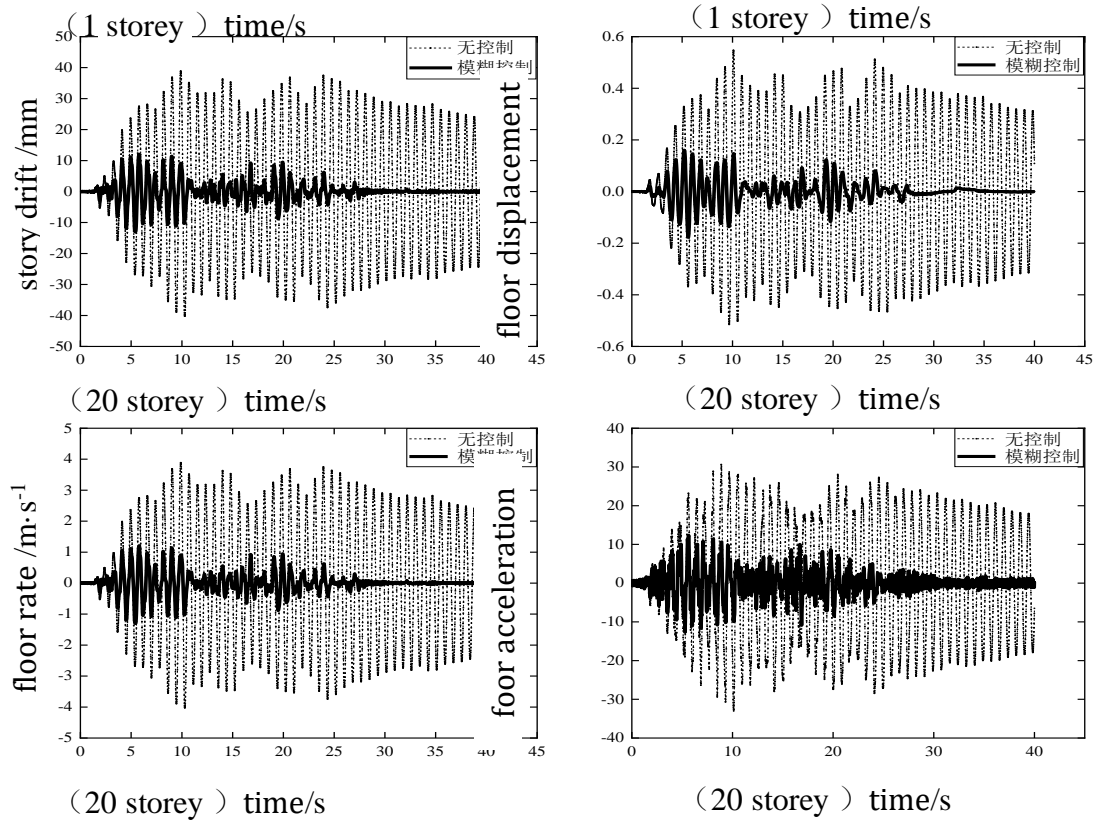 （1 storey ）time/s
（1 storey ）time/s
story drift /mm
50
40
30
20
10
0
-10
-20
-30
-40
-50
0 5 10 15 20 25 30 35 40 45
无控制
模糊控制
floor displacement
0.6
0.4
0.2
0.0
-0.2
-0.4
-0.6
0 5 10 15 20 25 30 35 40 45
无控制
模糊控制
（20 storey ）time/s
（20 storey ）time/s
floor rate /m·s-1
5
4
3
2
1
0
-1
-2
-3
-4
-5
0 5 10 15 20 25 30 35 40 45
无控制
模糊控制
foor acceleration
40
30
20
10
0
-10
-20
-30
-40
0 10 20 30 40
无控制
模糊控制
（20 storey ）time/s
（20 storey ）time/s